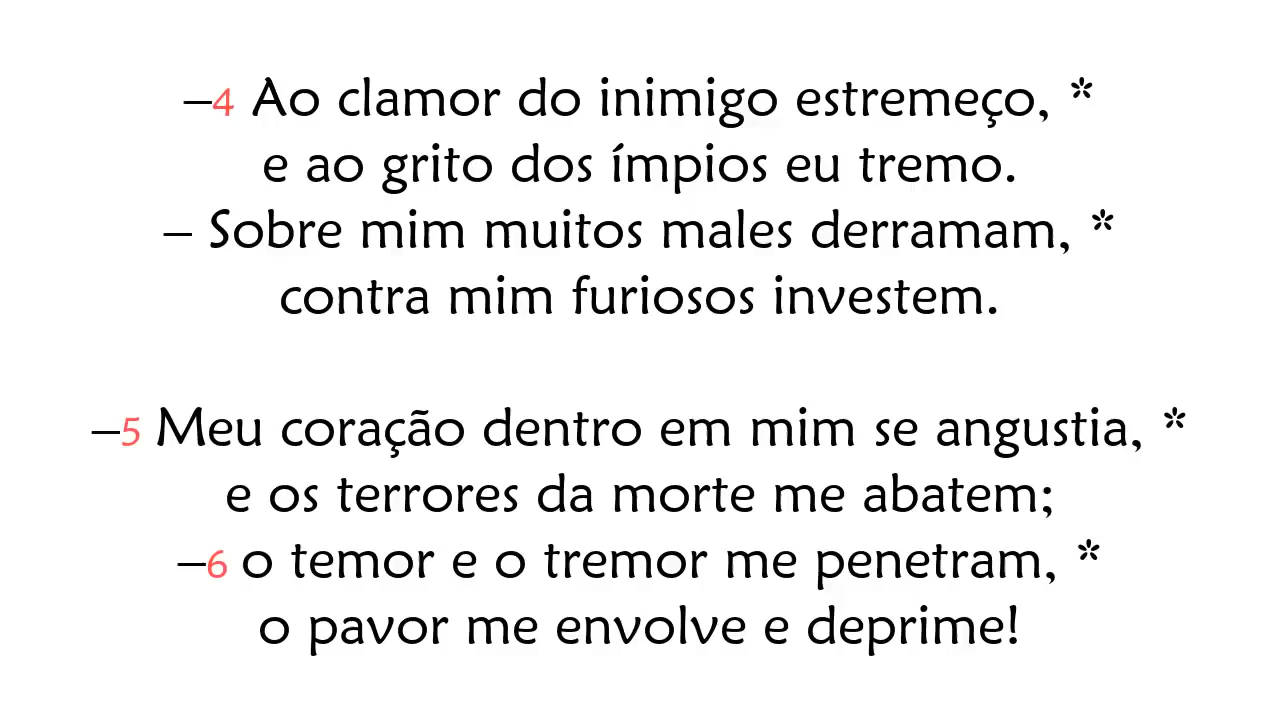 –4 Ao clamor do inimigo estremeço, *
e ao grito dos ímpios eu tremo.
– Sobre mim muitos males derramam, *
contra mim furiosos investem.
–5 Meu coração dentro em mim se angustia, *
e os terrores da morte me abatem;
–6 o temor e o tremor me penetram, *
o pavor me envolve e deprime!